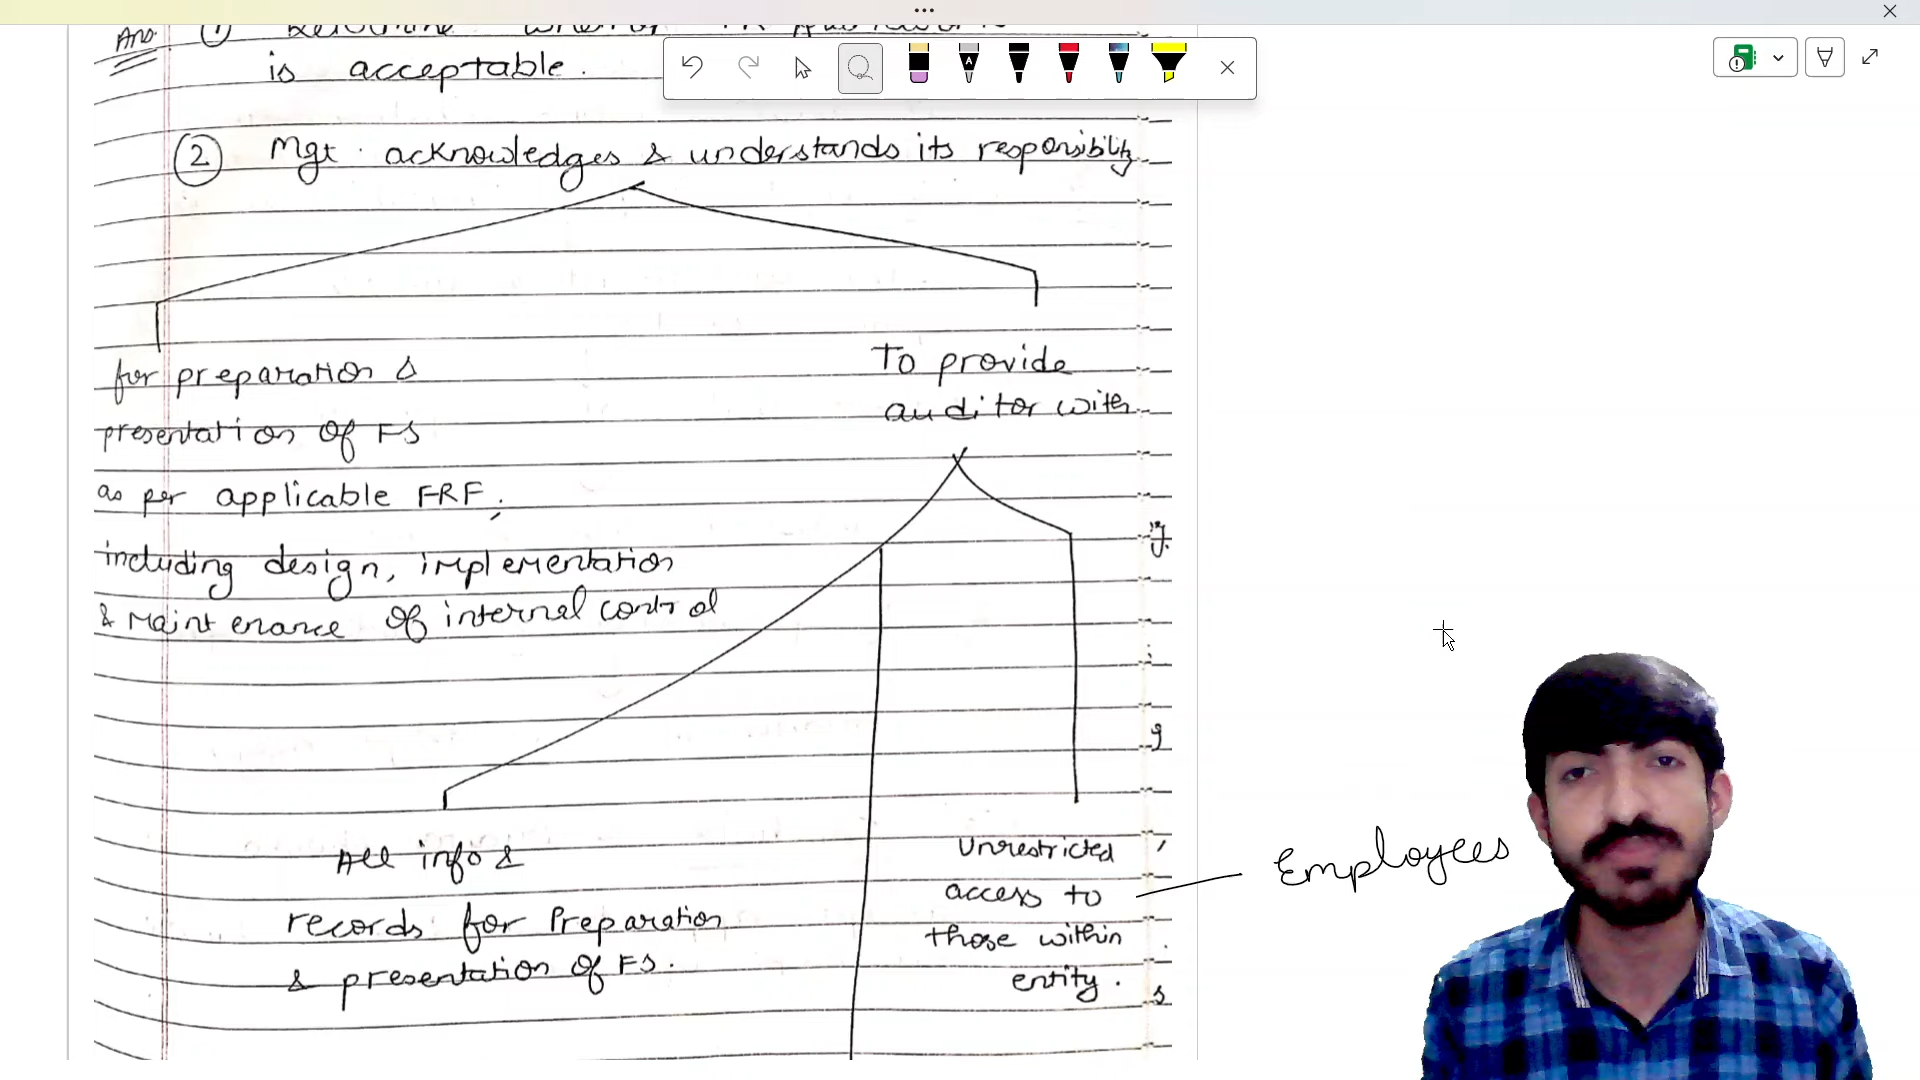 Ans.
①
is acceptable.
② Mgt. acknowledges & understands its responsibility
for preparation &
presentation of FS
as per applicable FRF,
including design, implementation
& Maintenance of internal control
To provide
auditor with
All info &
records for Preparation
& presentation of FS.
Unrestricted
access to
those within
entity.
Employees